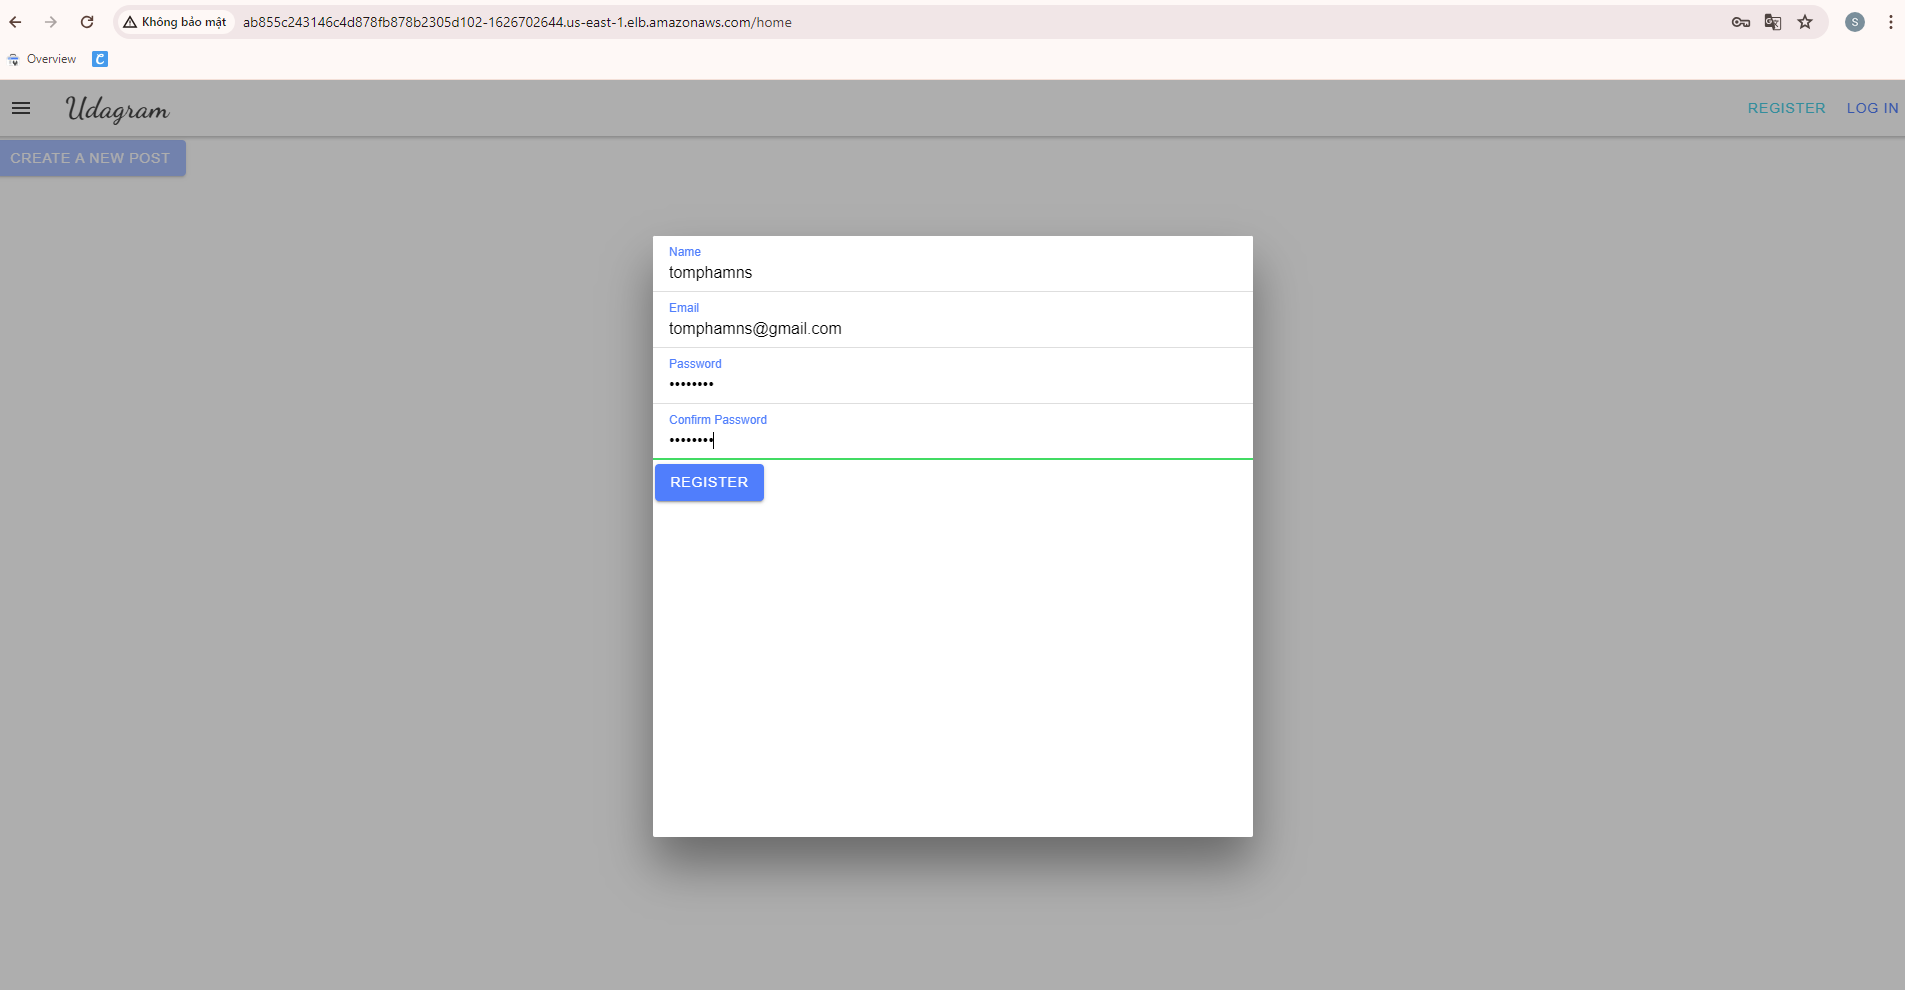 Không bảo mật
ab855c243146c4d878fb878b2305d102-1626702644.us-east-1.elb.amazonaws.com/home
S
Overview
Udagram
REGISTER
LOG IN
CREATE A NEW POST
Name
tomphamns
Email
tomphamns@gmail.com
Password
••••••••
Confirm Password
••••••••
REGISTER